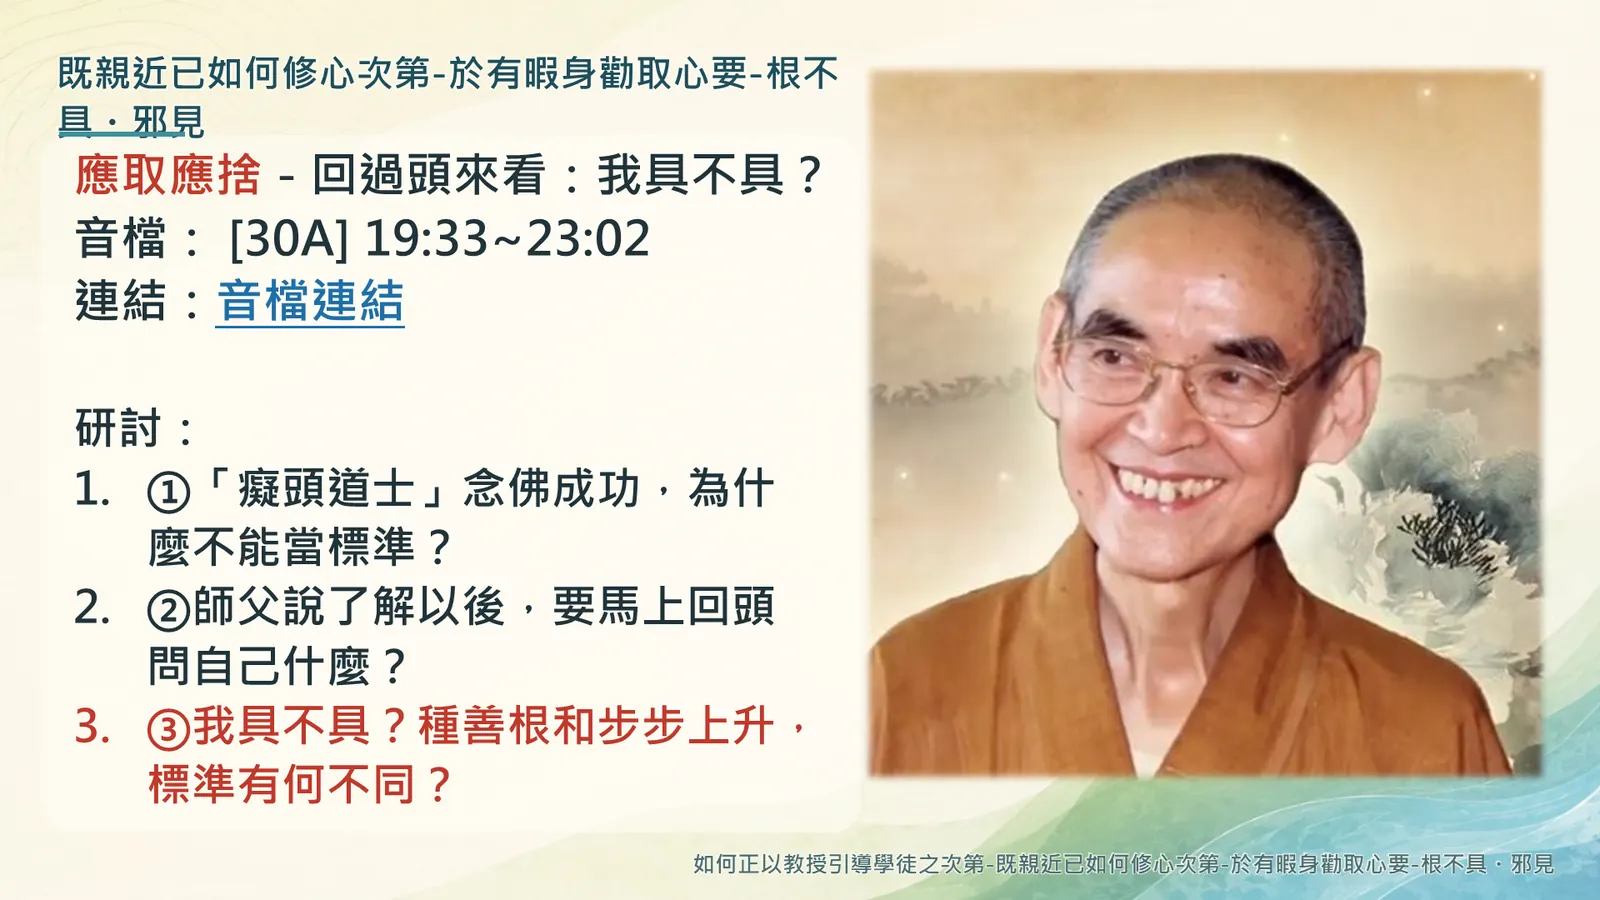 既親近已如何修心次第-於有暇身勸取心要-根不
具．邪見
應取應捨 - 回過頭來看：我具不具？
音檔： [30A] 19:33~23:02
連結：音檔連結
研討：
1. ①「癡頭道士」念佛成功，為什
麼不能當標準？
2. ②師父說了解以後，要馬上回頭
問自己什麼？
3. ③我具不具？種善根和步步上升，
標準有何不同？
如何正以教授引導學徒之次第-既親近已如何修心次第-於有暇身勸取心要-根不具．邪見